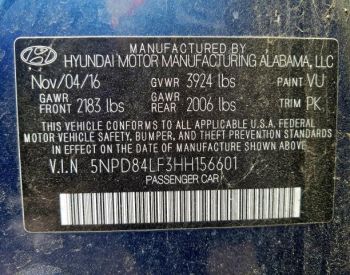 MANUFACTURED BY
HYUNDAI MOTOR MANUFACTURING ALABAMA, LLC
Nov/04/16 GVWR 3924 lbs PAINT VU
GAWR FRONT 2183 lbs GAWR REAR 2006 lbs TRIM PK
THIS VEHICLE CONFORMS TO ALL APPLICABLE FEDERAL
MOTOR VEHICLE SAFETY, BUMPER, AND THEFT PREVENTION
STANDARDS IN EFFECT ON THE DATE OF MANUFACTURE SHOWN ABOVE.
V.I.N 5NPD84LF3HH156601
PASSENGER CAR